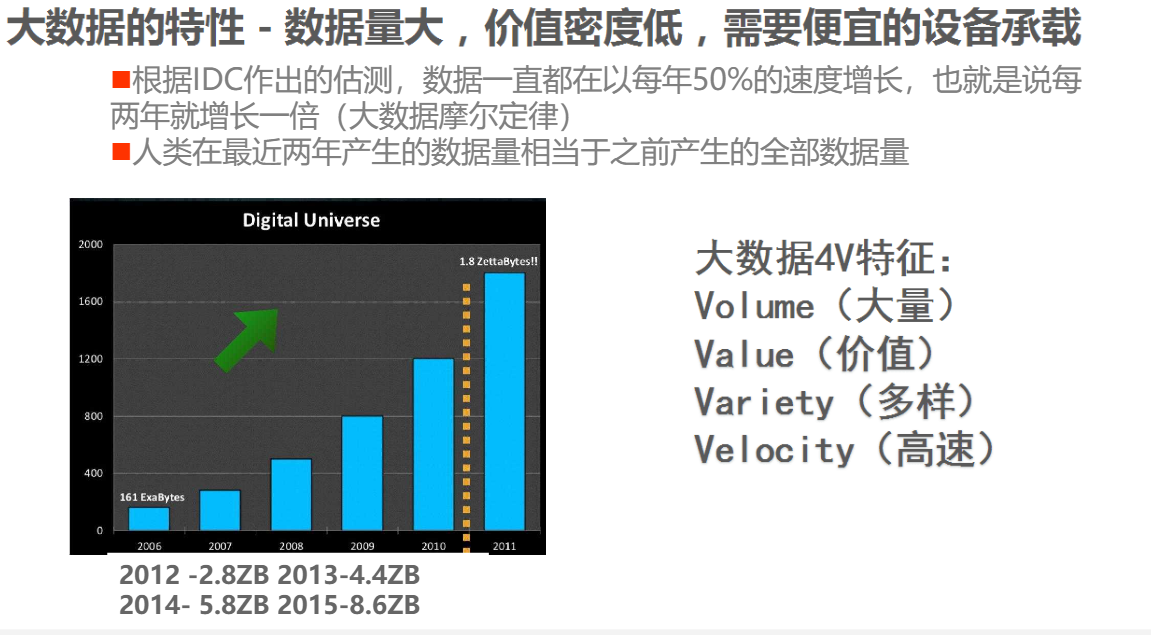 大数据的特性 - 数据量大，价值密度低，需要便宜的设备承载
■根据IDC作出的估测，数据一直都在以每年50%的速度增长，也就是说每
两年就增长一倍（大数据摩尔定律）
■人类在最近两年产生的数据量相当于之前产生的全部数据量
Digital Universe
2000
1600
1200
800
400
0
161 ExaBytes
1.8 ZettaBytes!!
2006 2007 2008 2009 2010 2011
2012 -2.8ZB 2013-4.4ZB
2014- 5.8ZB 2015-8.6ZB
大数据4V特征：
Volume（大量）
Value（价值）
Variety（多样）
Velocity（高速）